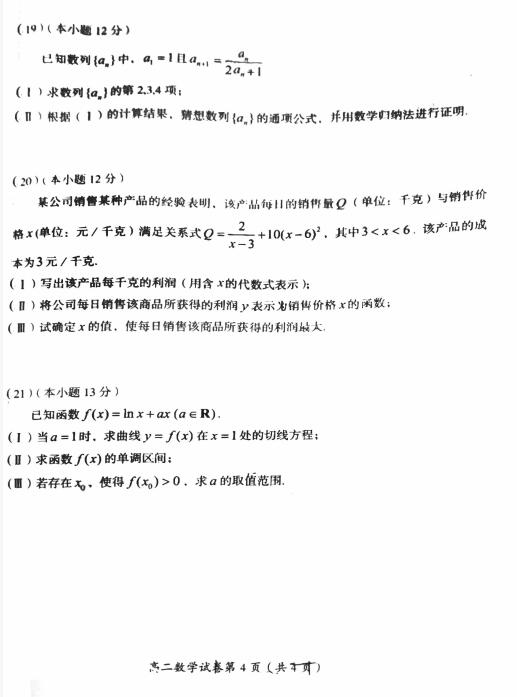 (19)(本小题 12 分)
已知数列{aₙ}中，a₁=1且aₙ₊₁=aₙ/(2aₙ+1)
(Ⅰ)求数列{aₙ}的第2,3,4项；
(Ⅱ)根据(Ⅰ)的计算结果，猜想数列{aₙ}的通项公式，并用数学归纳法进行证明.
(20)(本小题 12 分)
某公司销售某种产品的经验表明，该产品每日的销售量Q(单位：千克)与销售价
格x(单位：元/千克)满足关系式Q=2/(x-3)+10(x-6)²，其中3<x<6．该产品的成
本为3元/千克.
(Ⅰ)写出该产品每千克的利润(用含x的代数式表示)；
(Ⅱ)将公司每日销售该商品所获得的利润y表示为销售价格x的函数；
(Ⅲ)试确定x的值，使每日销售该商品所获得的利润最大.
(21)(本小题 13 分)
已知函数f(x)=ln x+ax(a∈R).
(Ⅰ)当a=1时，求曲线y=f(x)在x=1处的切线方程；
(Ⅱ)求函数f(x)的单调区间；
(Ⅲ)若存在x₀，使得f(x₀)>0，求a的取值范围.
高二数学试卷第 4 页(共 4 页)